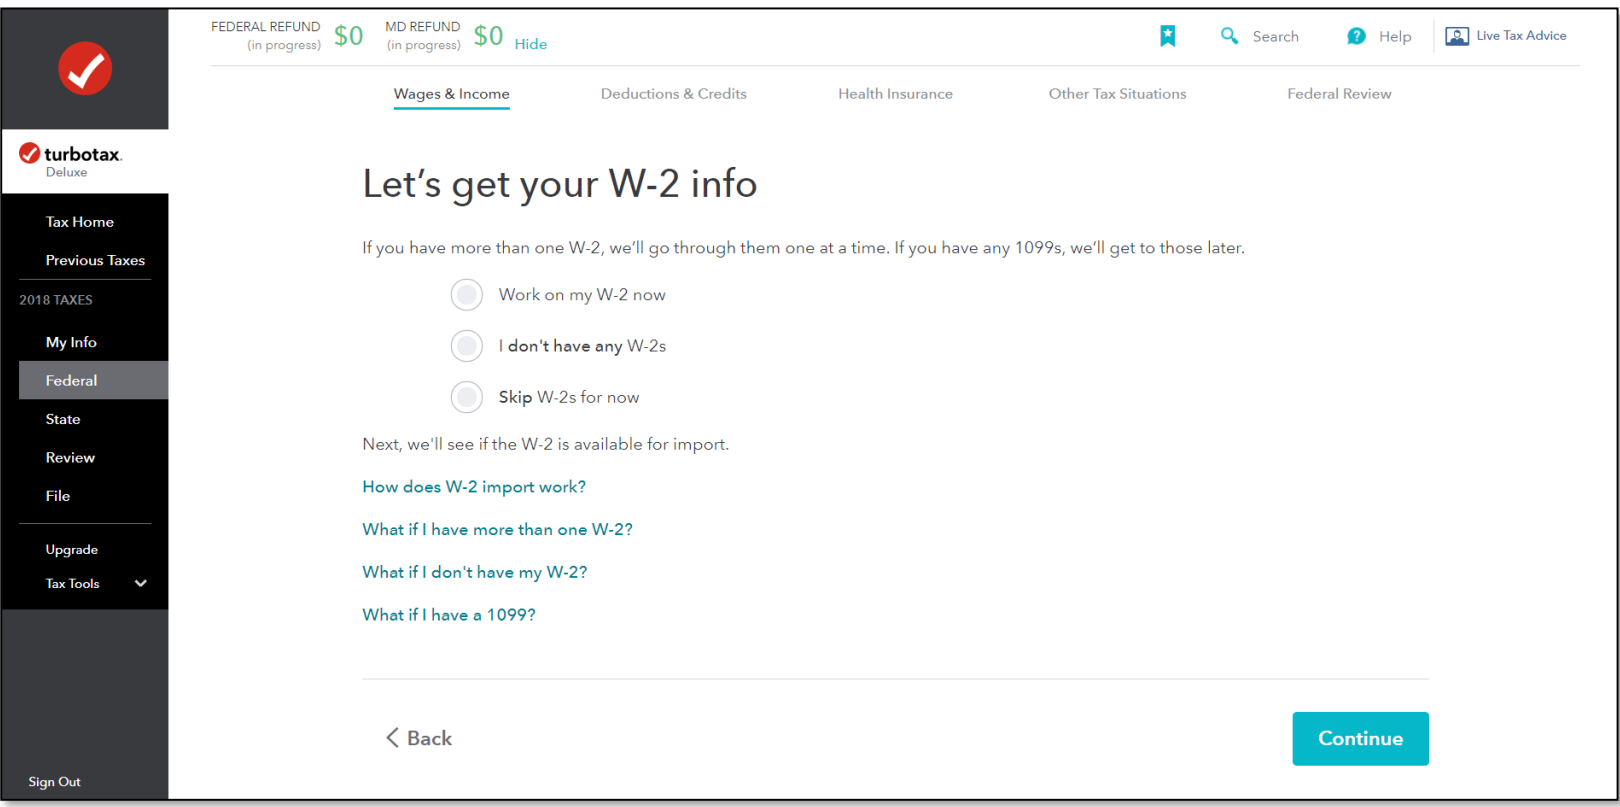 FEDERAL REFUND
(in progress)
$0
MD REFUND
(in progress)
$0
Hide
Search
? Help
Live Tax Advice
Wages & Income
Deductions & Credits
Health Insurance
Other Tax Situations
Federal Review
turbotax.
Deluxe
Tax Home
Previous Taxes
2018 TAXES
My Info
Federal
State
Review
File
Upgrade
Tax Tools
Sign Out
Let's get your W-2 info
If you have more than one W-2, we'll go through them one at a time. If you have any 1099s, we'll get to those later.
Work on my W-2 now
I don't have any W-2s
Skip W-2s for now
Next, we'll see if the W-2 is available for import.
How does W-2 import work?
What if I have more than one W-2?
What if I don't have my W-2?
What if I have a 1099?
Back
Continue